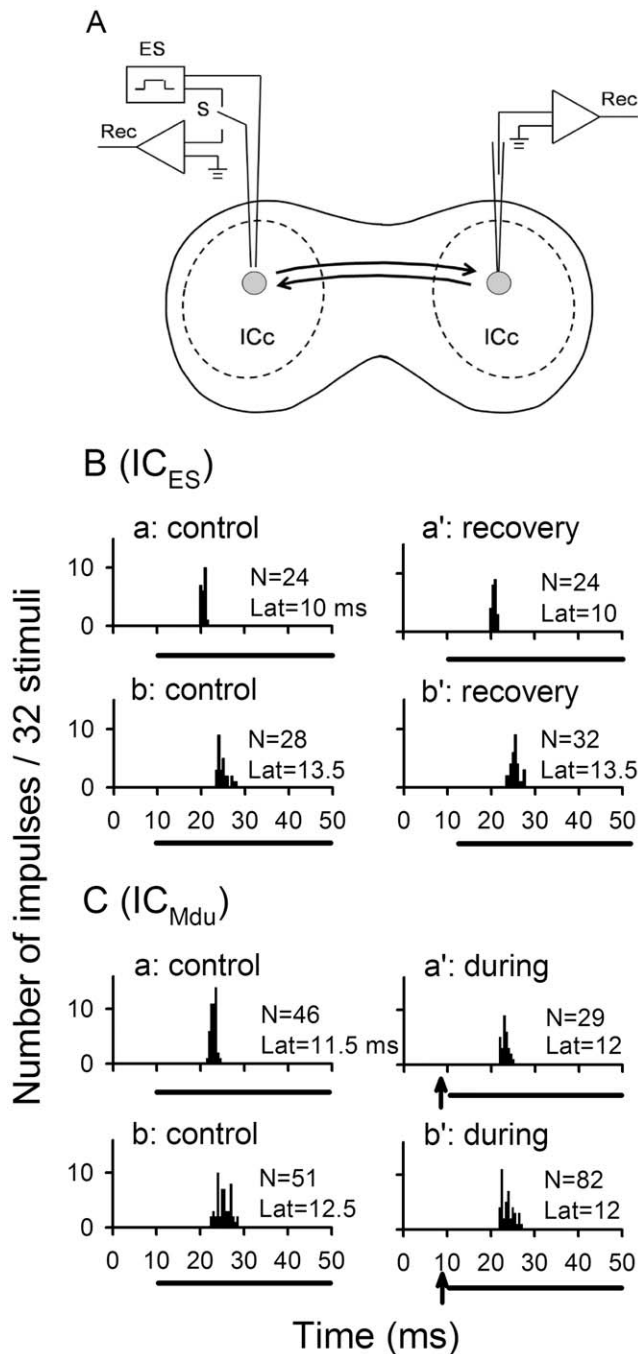 A
ES
S
Rec
Rec
ICc
ICc
B (IC_ES)
a: control
N=24
Lat=10 ms
10
0
a': recovery
N=24
Lat=10
b: control
N=28
Lat=13.5
10
0
0 10 20 30 40 50
b': recovery
N=32
Lat=13.5
0 10 20 30 40 50
C (IC_Mdu)
a: control
N=46
Lat=11.5 ms
10
0
a': during
N=29
Lat=12
b: control
N=51
Lat=12.5
10
0
0 10 20 30 40 50
b': during
N=82
Lat=12
0 10 20 30 40 50
Number of impulses / 32 stimuli
Time (ms)